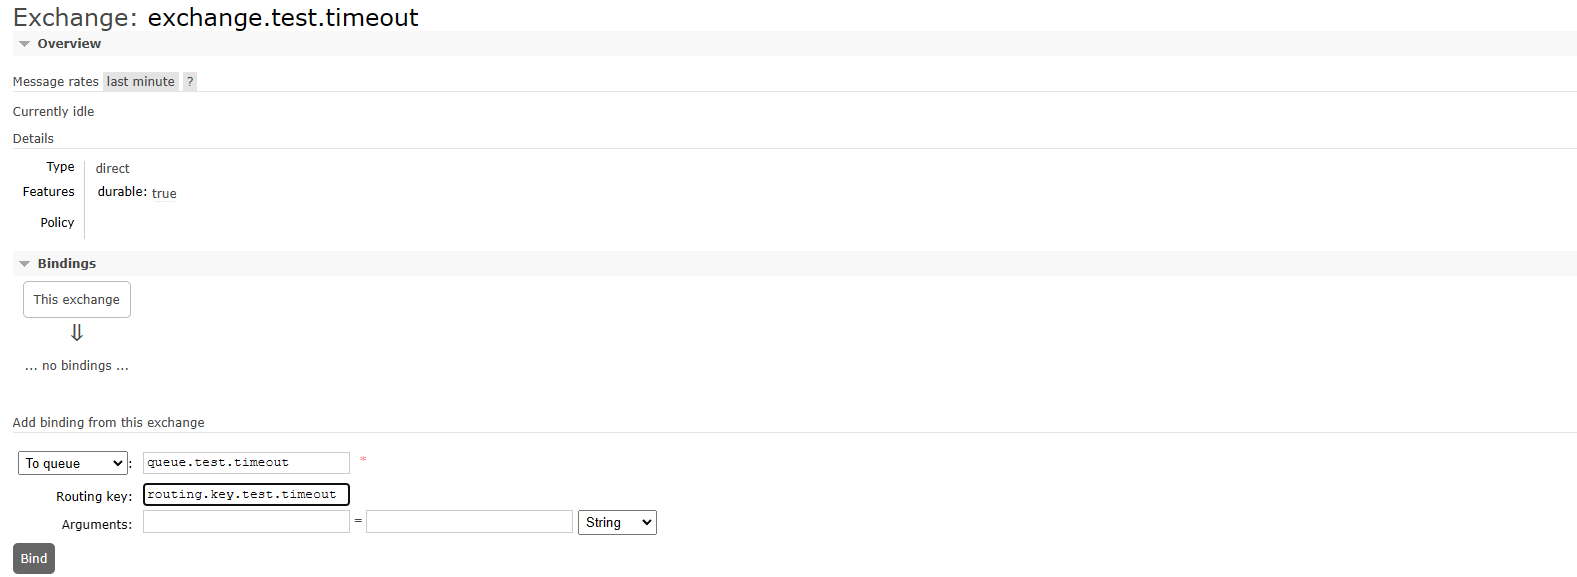 Exchange: exchange.test.timeout
Overview
Message rates last minute ?
Currently idle
Details
Type direct
Features durable: true
Policy
Bindings
This exchange
⇓
... no bindings ...
Add binding from this exchange
To queue : queue.test.timeout *
Routing key: routing.key.test.timeout
Arguments: = String
Bind